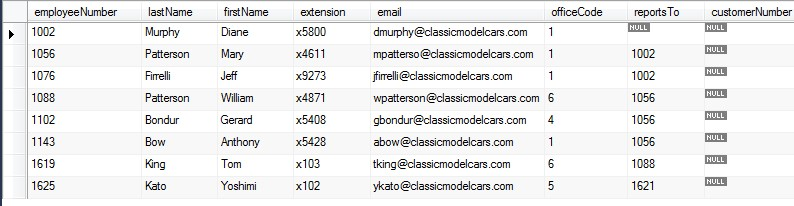 employeeNumber lastName firstName extension email officeCode reportsTo customerNumber
1002 Murphy Diane x5800 dmurphy@classicmodelcars.com 1 NULL NULL
1056 Patterson Mary x4611 mpatterso@classicmodelcars.com 1 1002 NULL
1076 Firrelli Jeff x9273 jfirrelli@classicmodelcars.com 1 1002 NULL
1088 Patterson William x4871 wpatterson@classicmodelcars.com 6 1056 NULL
1102 Bondur Gerard x5408 gbondur@classicmodelcars.com 4 1056 NULL
1143 Bow Anthony x5428 abow@classicmodelcars.com 1 1056 NULL
1619 King Tom x103 tking@classicmodelcars.com 6 1088 NULL
1625 Kato Yoshimi x102 ykato@classicmodelcars.com 5 1621 NULL